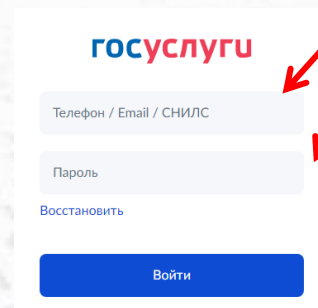 госуслуги
Телефон / Email / СНИЛС
Пароль
Восстановить
Войти